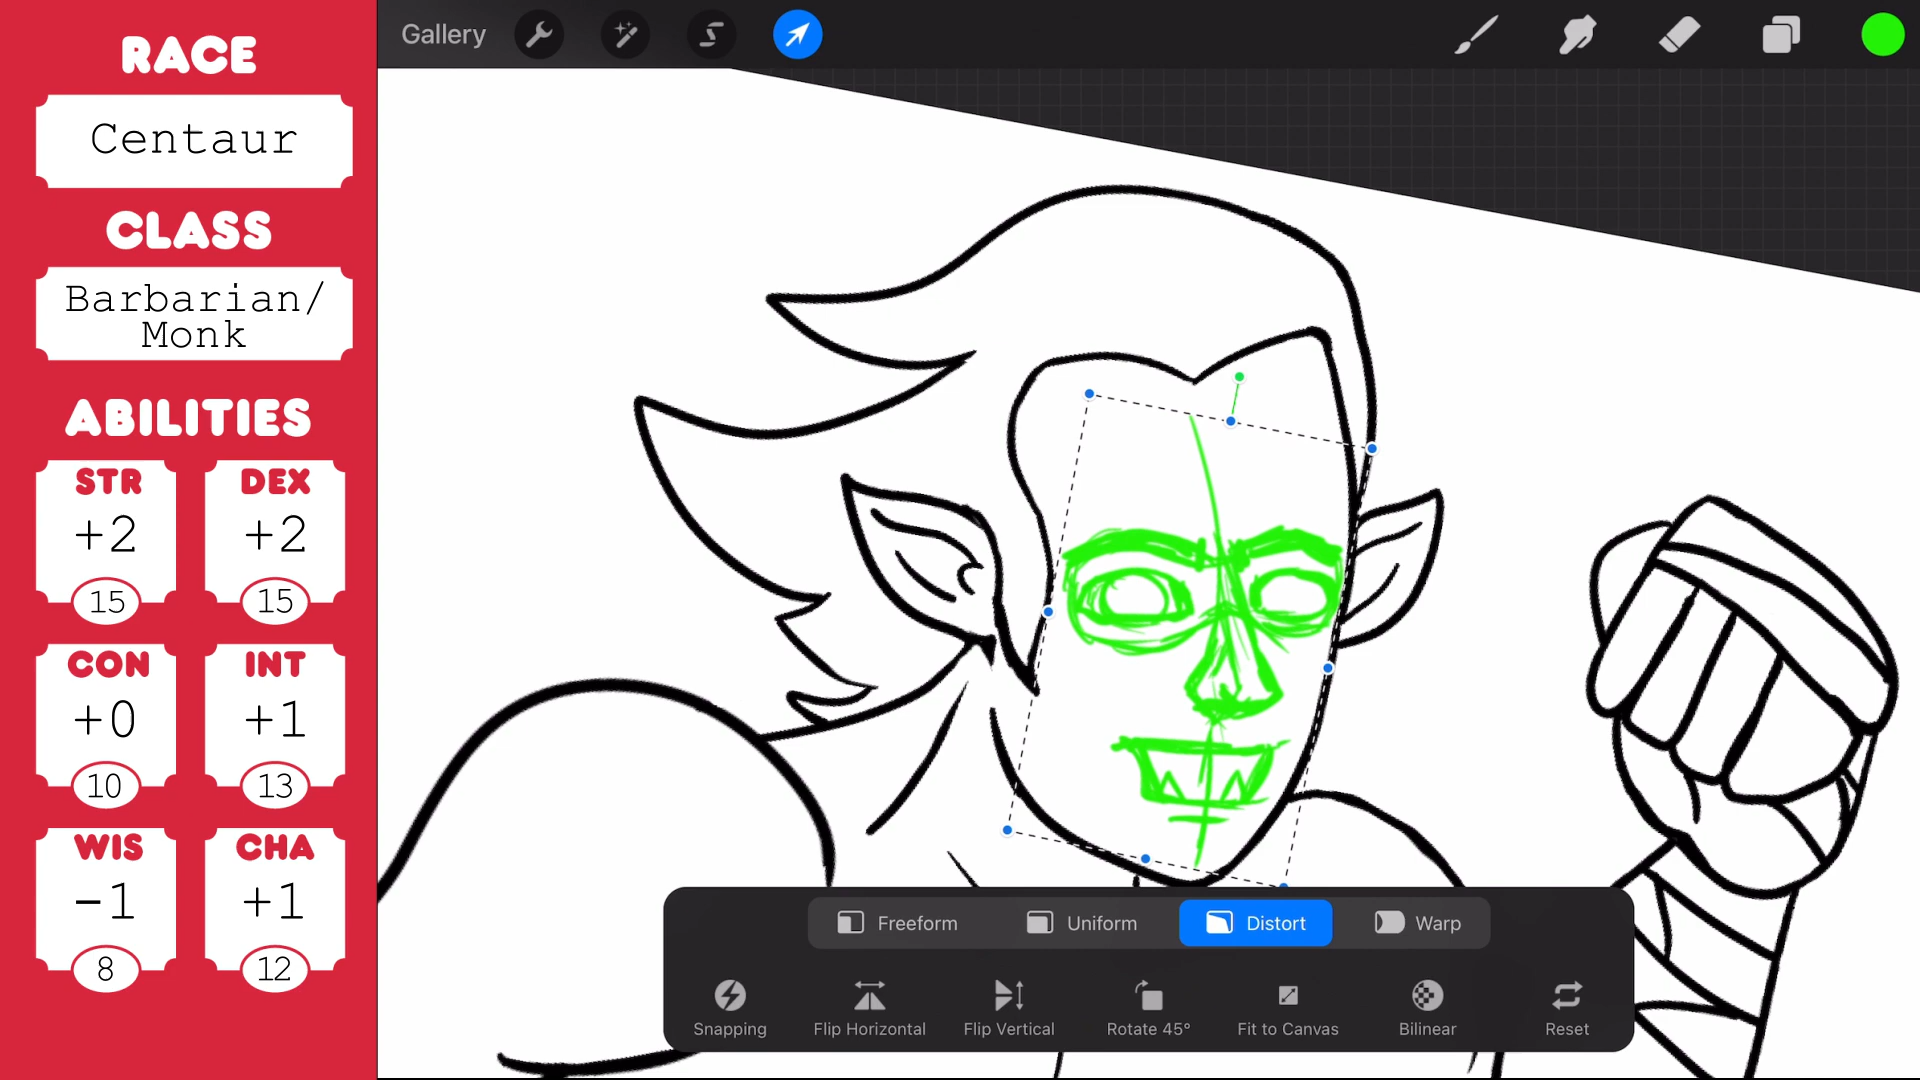 RACE
Centaur
CLASS
Barbarian/
Monk
ABILITIES
STR
+2
15
DEX
+2
15
CON
+0
10
INT
+1
13
WIS
-1
8
CHA
+1
12
Gallery
Freeform
Uniform
Distort
Warp
Snapping
Flip Horizontal
Flip Vertical
Rotate 45°
Fit to Canvas
Bilinear
Reset